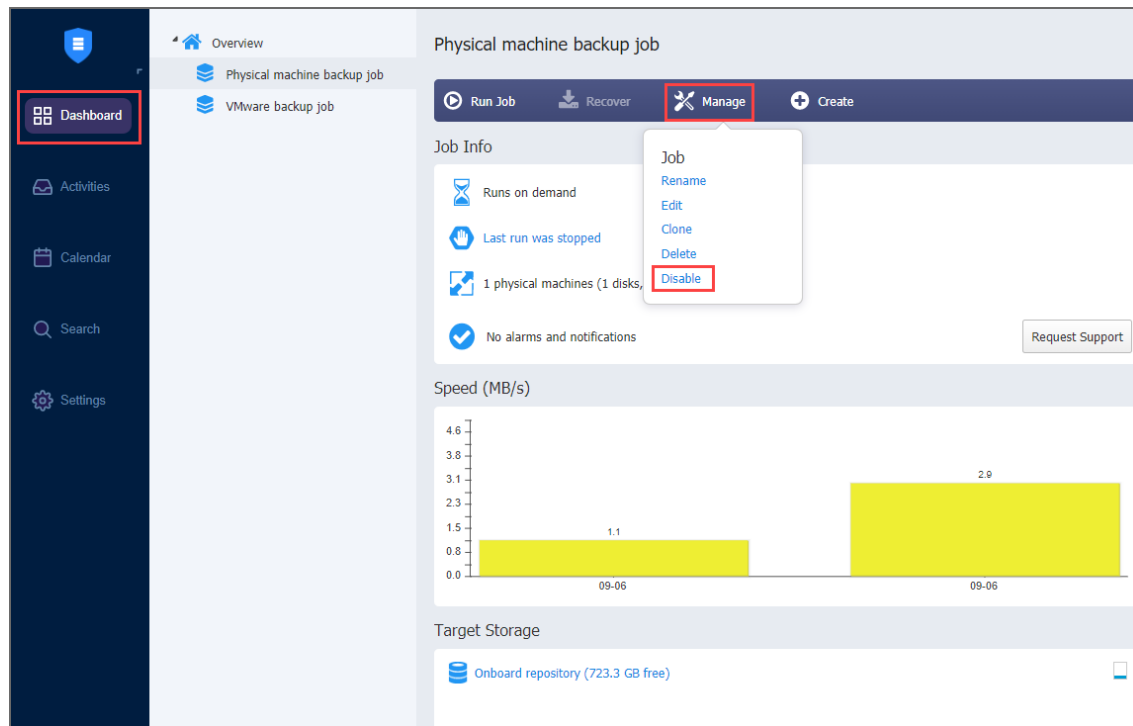 Dashboard
Activities
Calendar
Search
Settings
Overview
Physical machine backup job
VMware backup job
Physical machine backup job
Run Job Recover Manage Create
Job Info
Runs on demand
Last run was stopped
1 physical machines (1 disks,
No alarms and notifications
Request Support
Job
Rename
Edit
Clone
Delete
Disable
Speed (MB/s)
4.6
3.8
3.1
2.3
1.5
0.8
0.0
1.1
2.9
09-06 09-06
Target Storage
Onboard repository (723.3 GB free)